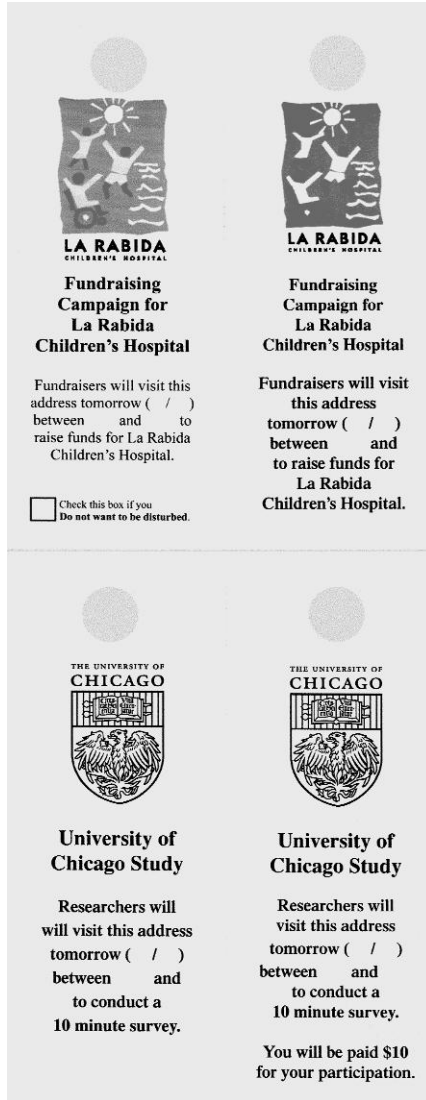 LA RABIDA
CHILDREN'S HOSPITAL
Fundraising
Campaign for
La Rabida
Children's Hospital
Fundraisers will visit this
address tomorrow ( / )
between and to
raise funds for La Rabida
Children's Hospital.
Check this box if you
Do not want to be disturbed.
LA RABIDA
CHILDREN'S HOSPITAL
Fundraising
Campaign for
La Rabida
Children's Hospital
Fundraisers will visit
this address
tomorrow ( / )
between and
to raise funds for
La Rabida
Children's Hospital.
THE UNIVERSITY OF
CHICAGO
University of
Chicago Study
Researchers will
will visit this address
tomorrow ( / )
between and
to conduct a
10 minute survey.
THE UNIVERSITY OF
CHICAGO
University of
Chicago Study
Researchers will
visit this address
tomorrow ( / )
between and
to conduct a
10 minute survey.
You will be paid $10
for your participation.